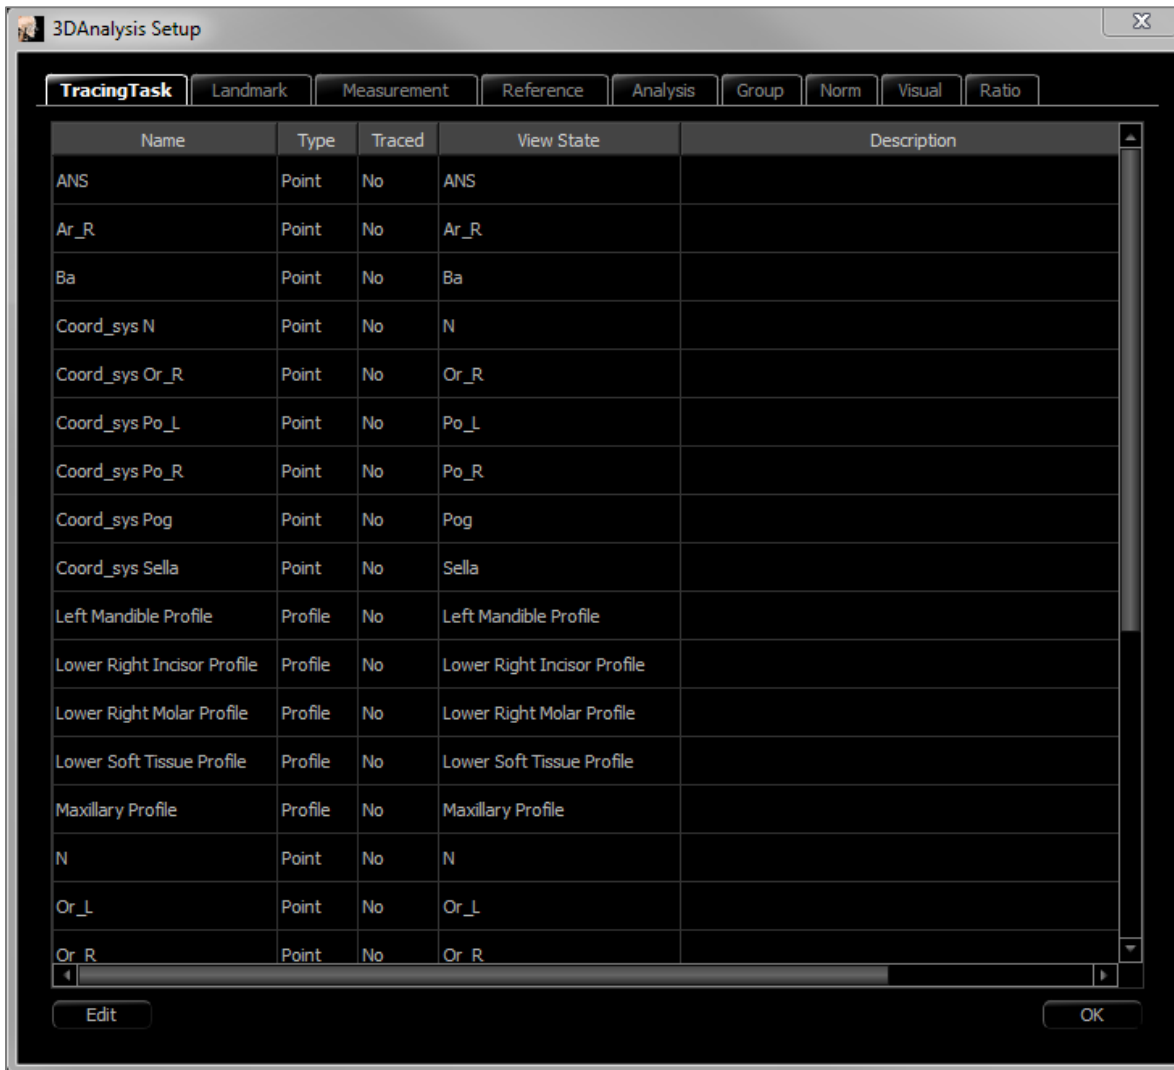 3DAnalysis Setup
TracingTask Landmark Measurement Reference Analysis Group Norm Visual Ratio
Name Type Traced View State Description
ANS Point No ANS
Ar_R Point No Ar_R
Ba Point No Ba
Coord_sys N Point No N
Coord_sys Or_R Point No Or_R
Coord_sys Po_L Point No Po_L
Coord_sys Po_R Point No Po_R
Coord_sys Pog Point No Pog
Coord_sys Sella Point No Sella
Left Mandible Profile Profile No Left Mandible Profile
Lower Right Incisor Profile Profile No Lower Right Incisor Profile
Lower Right Molar Profile Profile No Lower Right Molar Profile
Lower Soft Tissue Profile Profile No Lower Soft Tissue Profile
Maxillary Profile Profile No Maxillary Profile
N Point No N
Or_L Point No Or_L
Or_R Point No Or_R
Edit OK